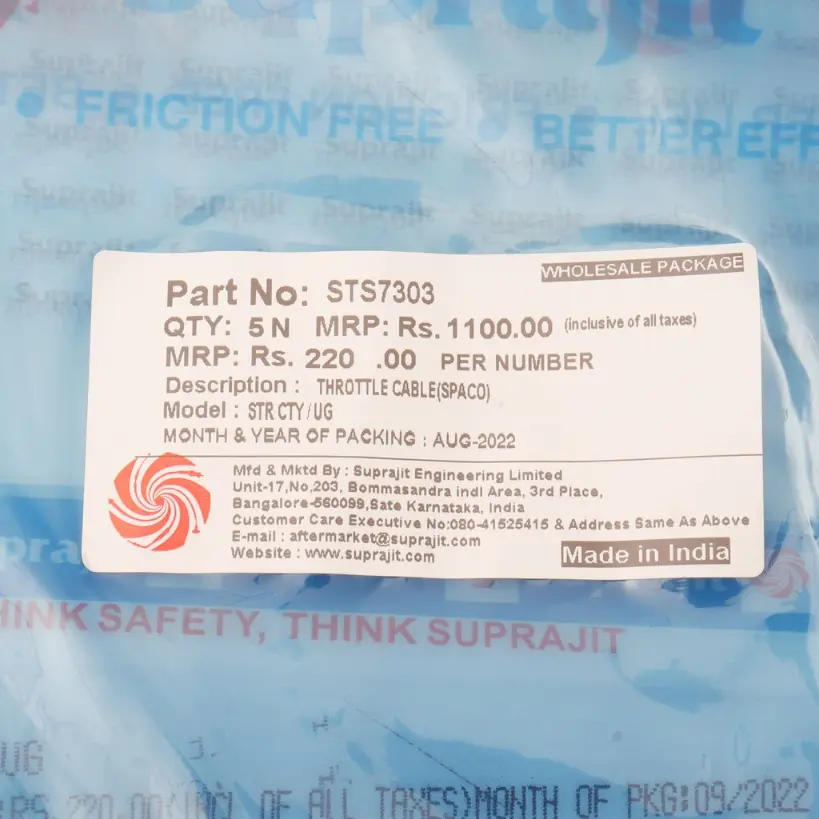 Suprajit
• FRICTION FREE • BETTER EFF
WHOLESALE PACKAGE
Part No: STS7303
QTY: 5 N MRP: Rs. 1100.00 (inclusive of all taxes)
MRP: Rs. 220 .00 PER NUMBER
Description : THROTTLE CABLE(SPACO)
Model : STR CTY/UG
MONTH & YEAR OF PACKING : AUG-2022
Mfd & Mktd By : Suprajit Engineering Limited
Unit-17,No,203, Bommasandra indl Area, 3rd Place,
Bangalore-560099,Sate Karnataka, India
Customer Care Executive No:080-41525415 & Address Same As Above
E-mail : aftermarket@suprajit.com
Website : www.suprajit.com
Made in India
HINK SAFETY, THINK SUPRAJIT
UG
:RS 220.00(INCL OF ALL TAXES)MONTH OF PKG:09/2022